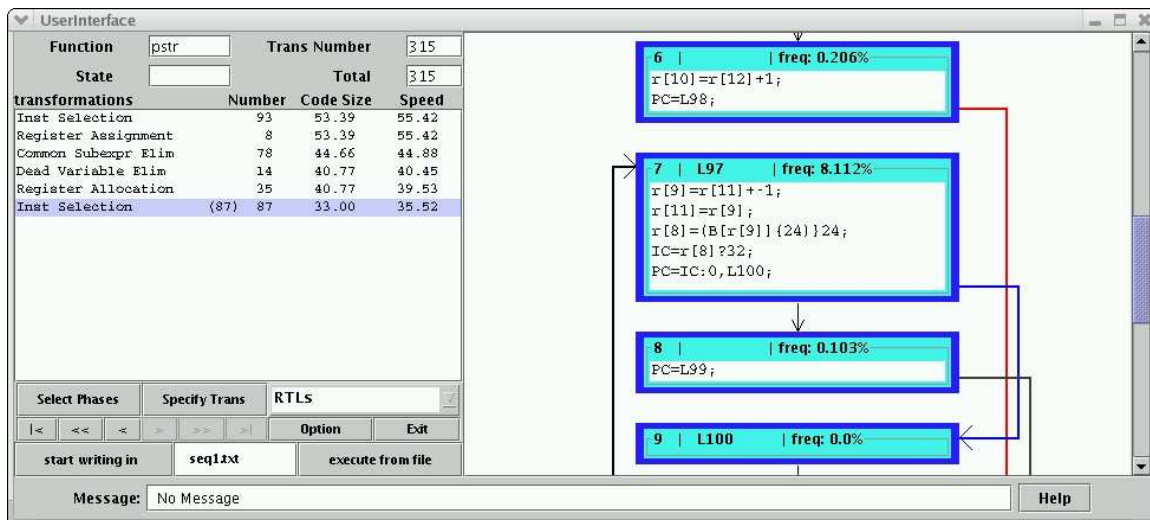 UserInterface
Function pstr Trans Number 315
State Total 315
transformations Number Code Size Speed
Inst Selection 93 53.39 55.42
Register Assignment 8 53.39 55.42
Common Subexpr Elim 78 44.66 44.88
Dead Variable Elim 14 40.77 40.45
Register Allocation 35 40.77 39.53
Inst Selection (87) 87 33.00 35.52
Select Phases Specify Trans RTLs
|< << < > >> >| Option Exit
start writing in seq1.txt execute from file
6 | | freq: 0.206%
r[10]=r[12]+1;
PC=L98;
7 | L97 | freq: 8.112%
r[9]=r[11]+-1;
r[11]=r[9];
r[8]=(B[r[9]]{24)}24;
IC=r[8]?32;
PC=IC:0,L100;
8 | | freq: 0.103%
PC=L99;
9 | L100 | freq: 0.0%
Message: No Message Help